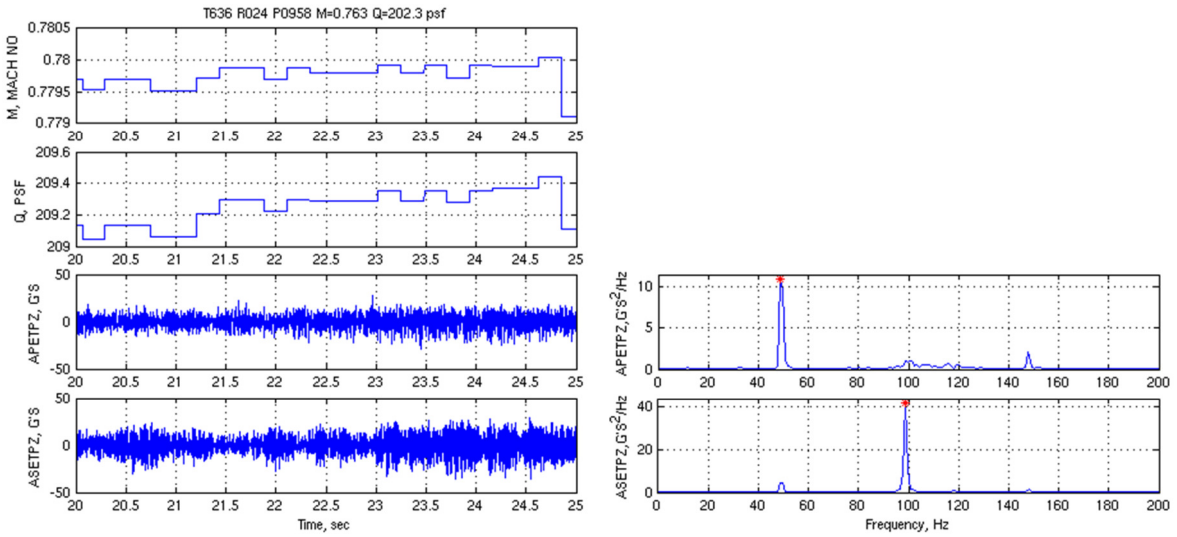 T636 R024 P0958 M=0.763 Q=202.3 psf
M, MACH NO
0.7805
0.78
0.7795
0.779
20 20.5 21 21.5 22 22.5 23 23.5 24 24.5 25
Q, PSF
209.6
209.4
209.2
209
20 20.5 21 21.5 22 22.5 23 23.5 24 24.5 25
APETPZ, G'S
50
0
-50
20 20.5 21 21.5 22 22.5 23 23.5 24 24.5 25
ASETPZ, G'S
50
0
-50
20 20.5 21 21.5 22 22.5 23 23.5 24 24.5 25
Time, sec
APETPZ,G'S²/Hz
10
5
0
0 20 40 60 80 100 120 140 160 180 200
ASETPZ,G'S²/Hz
40
20
0
0 20 40 60 80 100 120 140 160 180 200
Frequency, Hz